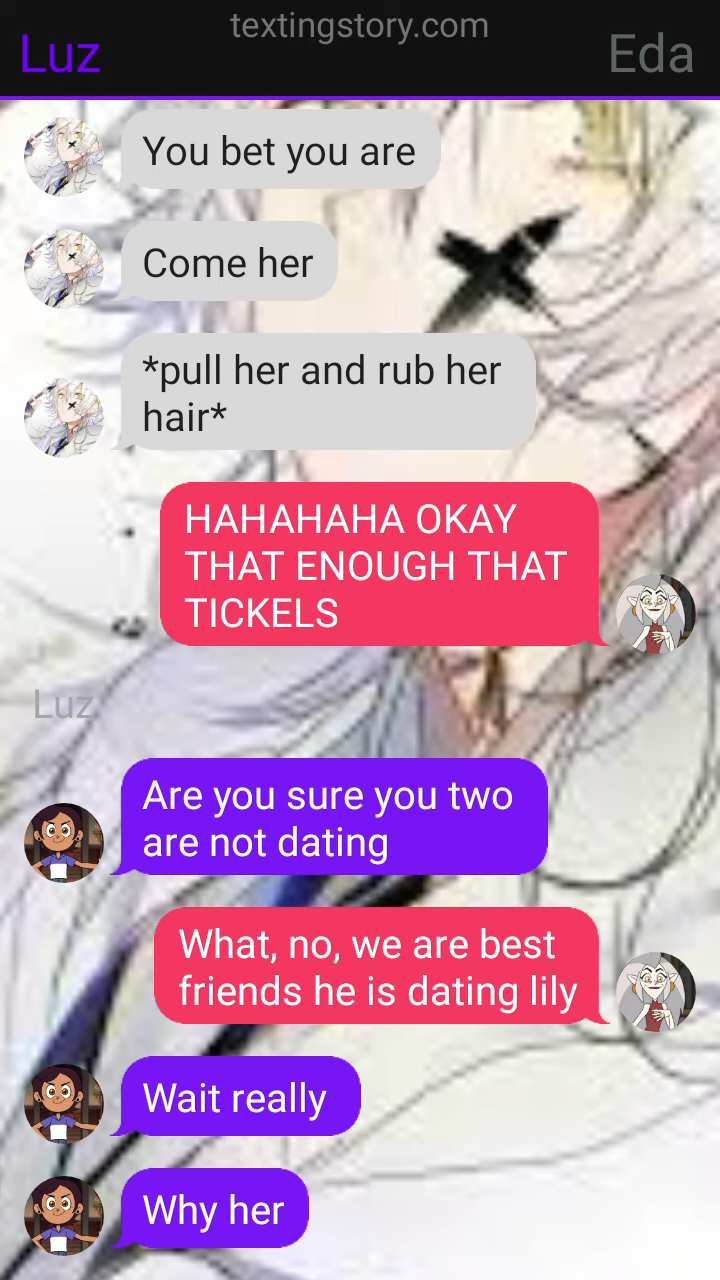 textingstory.com
Luz
Eda
You bet you are
Come her
*pull her and rub her
hair*
HAHAHAHA OKAY
THAT ENOUGH THAT
TICKELS
Luz
Are you sure you two
are not dating
What, no, we are best
friends he is dating lily
Wait really
Why her